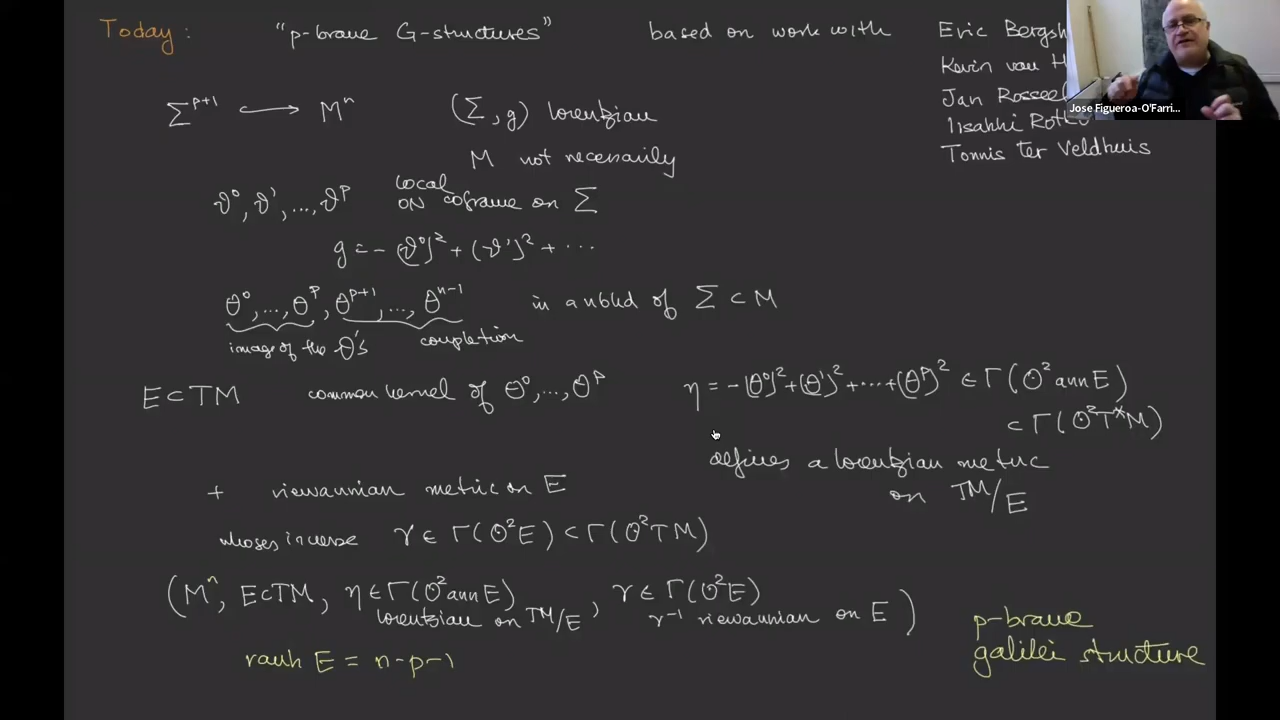 Today: "p-brane G-structures" based on work with Eric Bergsh
Kevin van H
Jan Rosseel
Iisakki Rotko
Tonnis ter Veldhuis
Jose Figueroa-O'Farri...
Σ^{p+1} ⟷ M^n (Σ, g) lorentzian
M not necessarily
ϑ^0, ϑ^1, ..., ϑ^p local ON coframe on Σ
g = -(ϑ^0)^2 + (ϑ^1)^2 + ...
θ^0, ..., θ^p, θ^{p+1}, ..., θ^{n-1} in a nbhd of Σ ⊂ M
image of the θ's completion
E ⊂ TM common kernel of θ^0, ..., θ^p η = -(θ^0)^2 + (θ^1)^2 + ... + (θ^p)^2 ∈ Γ(⊙^2 ann E)
⊂ Γ(⊙^2 T*M)
defines a lorentzian metric
on TM/E
+ riemannian metric on E
whose inverse γ ∈ Γ(⊙^2 E) ⊂ Γ(⊙^2 TM)
(M^n, E ⊂ TM, η ∈ Γ(⊙^2 ann E), γ ∈ Γ(⊙^2 E)
lorentzian on TM/E γ^{-1} riemannian on E)
rank E = n-p-1
p-brane
galilei structure